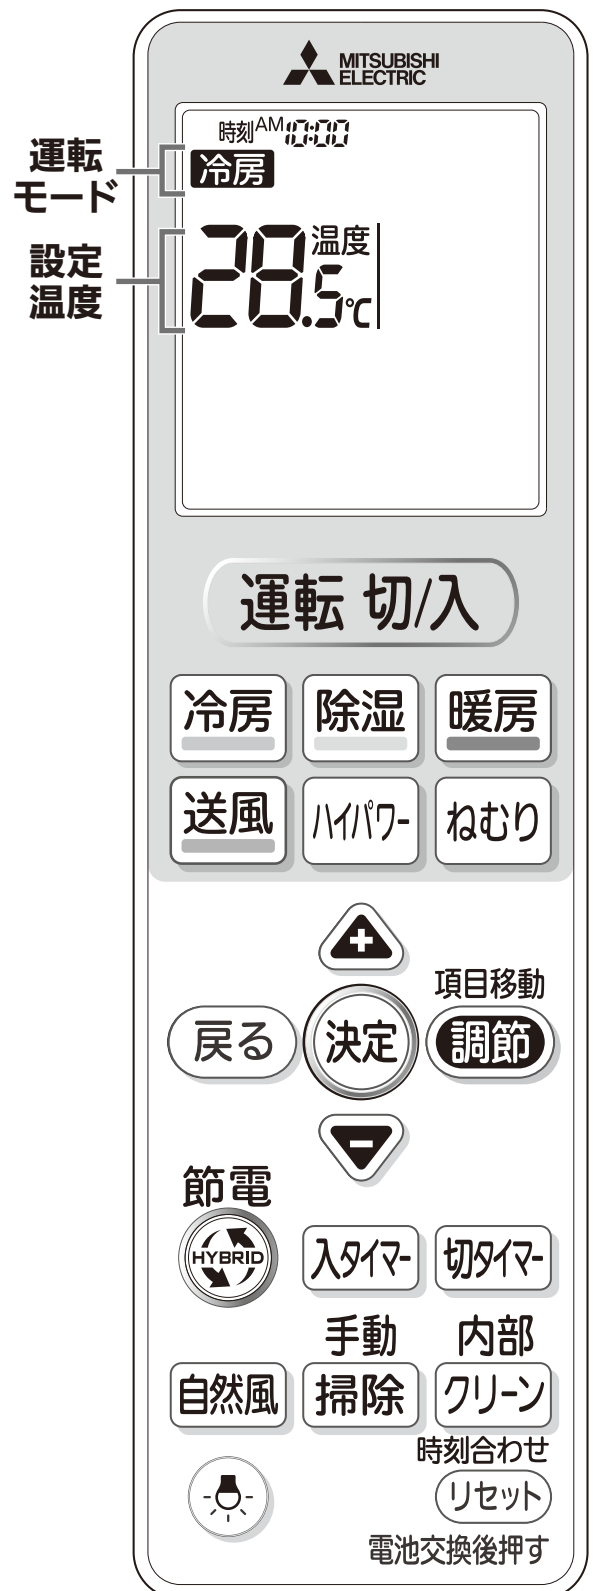 MITSUBISHI
ELECTRIC
時刻AM10:00
運転
モード
冷房
設定
温度
28.5℃
温度
運転 切/入
冷房
除湿
暖房
送風
ハイパワー
ねむり
+
項目移動
戻る
決定
調節
-
節電
HYBRID
入タイマー
切タイマー
手動
内部
自然風
掃除
クリーン
時刻合わせ
リセット
電池交換後押す